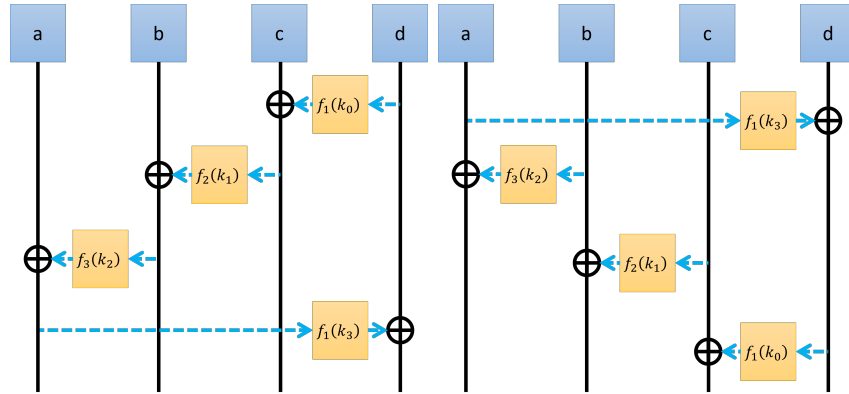 a b c d a b c d
f₁(k₀)
f₁(k₃)
f₂(k₁)
f₃(k₂)
f₃(k₂)
f₂(k₁)
f₁(k₃)
f₁(k₀)